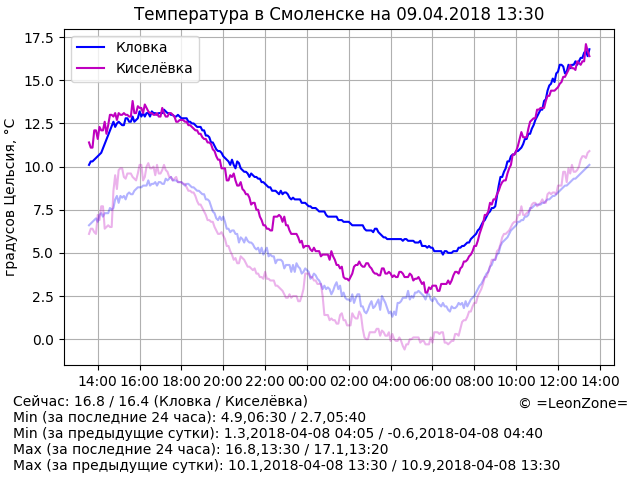 Температура в Смоленске на 09.04.2018 13:30
17.5
15.0
12.5
10.0
7.5
5.0
2.5
0.0
градусов Цельсия, °C
Кловка
Киселёвка
14:00 16:00 18:00 20:00 22:00 00:00 02:00 04:00 06:00 08:00 10:00 12:00 14:00
Сейчас: 16.8 / 16.4 (Кловка / Киселёвка)
© =LeonZone=
Min (за последние 24 часа): 4.9,06:30 / 2.7,05:40
Min (за предыдущие сутки): 1.3,2018-04-08 04:05 / -0.6,2018-04-08 04:40
Max (за последние 24 часа): 16.8,13:30 / 17.1,13:20
Max (за предыдущие сутки): 10.1,2018-04-08 13:30 / 10.9,2018-04-08 13:30